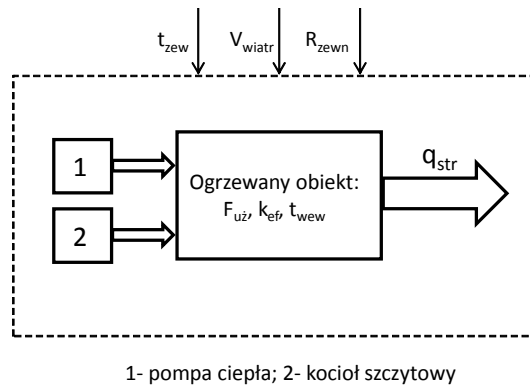 t_zew V_wiatr R_zewn
1
2
Ogrzewany obiekt:
F_uż, k_ef, t_wew
q_str
1- pompa ciepła; 2- kocioł szczytowy